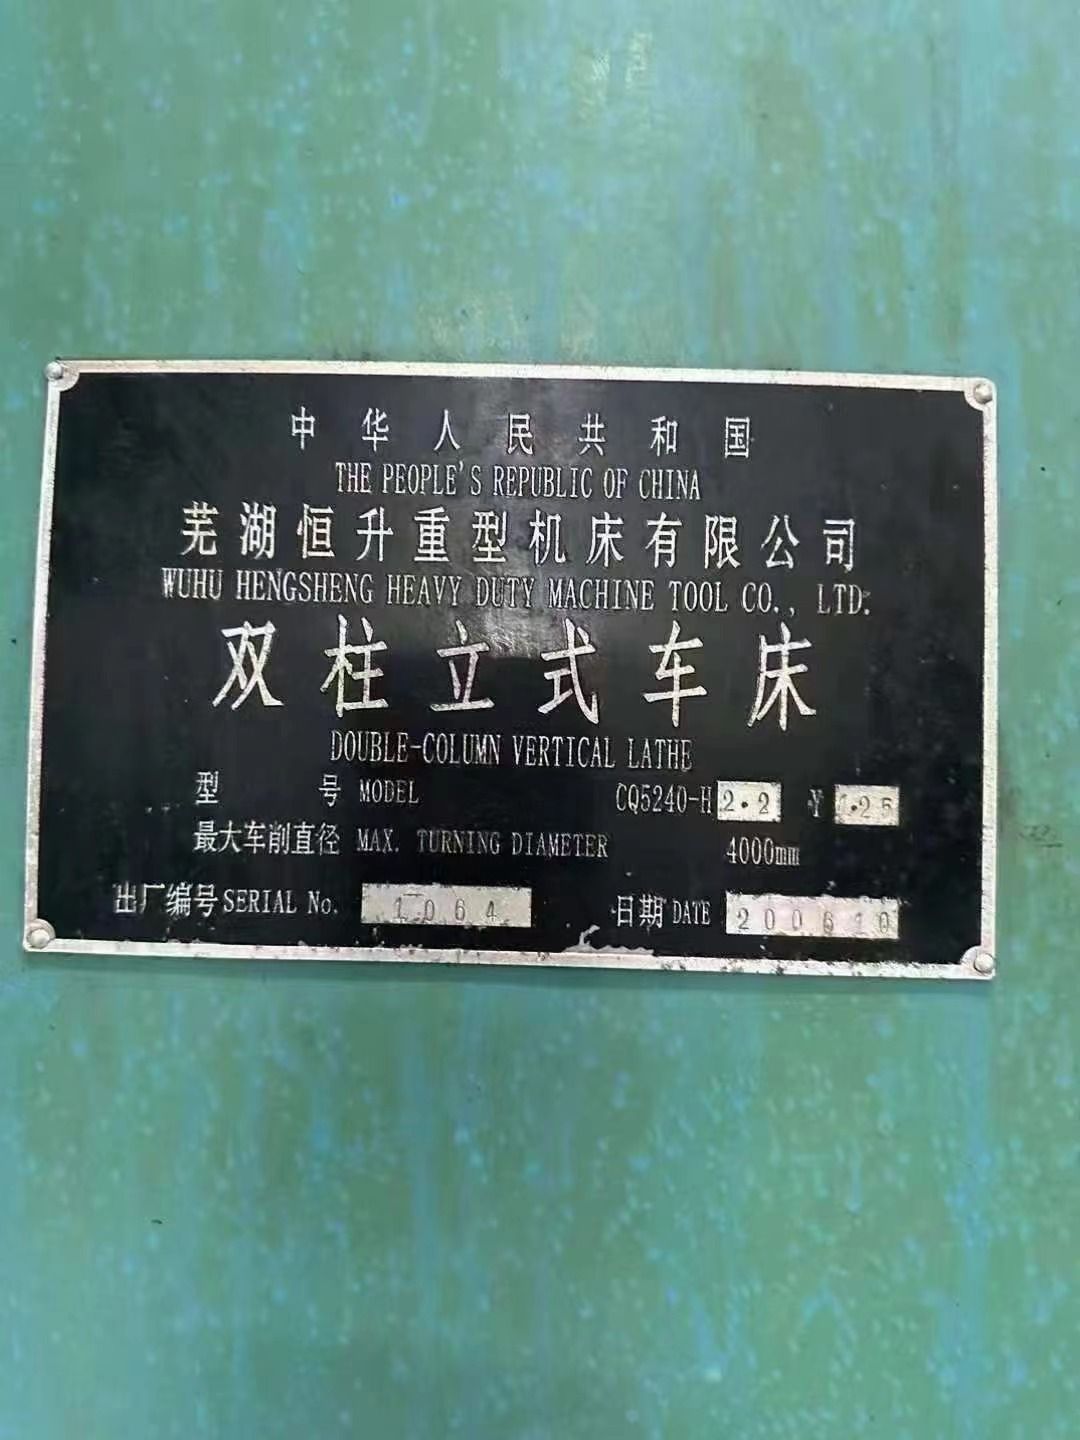 中华人民共和国
THE PEOPLE'S REPUBLIC OF CHINA
芜湖恒升重型机床有限公司
WUHU HENGSHENG HEAVY DUTY MACHINE TOOL CO., LTD.
双柱立式车床
DOUBLE-COLUMN VERTICAL LATHE
型号 MODEL CQ5240-H 2.2 Y 1.25
最大车削直径 MAX. TURNING DIAMETER 4000mm
出厂编号 SERIAL No. 1064 日期 DATE 200610